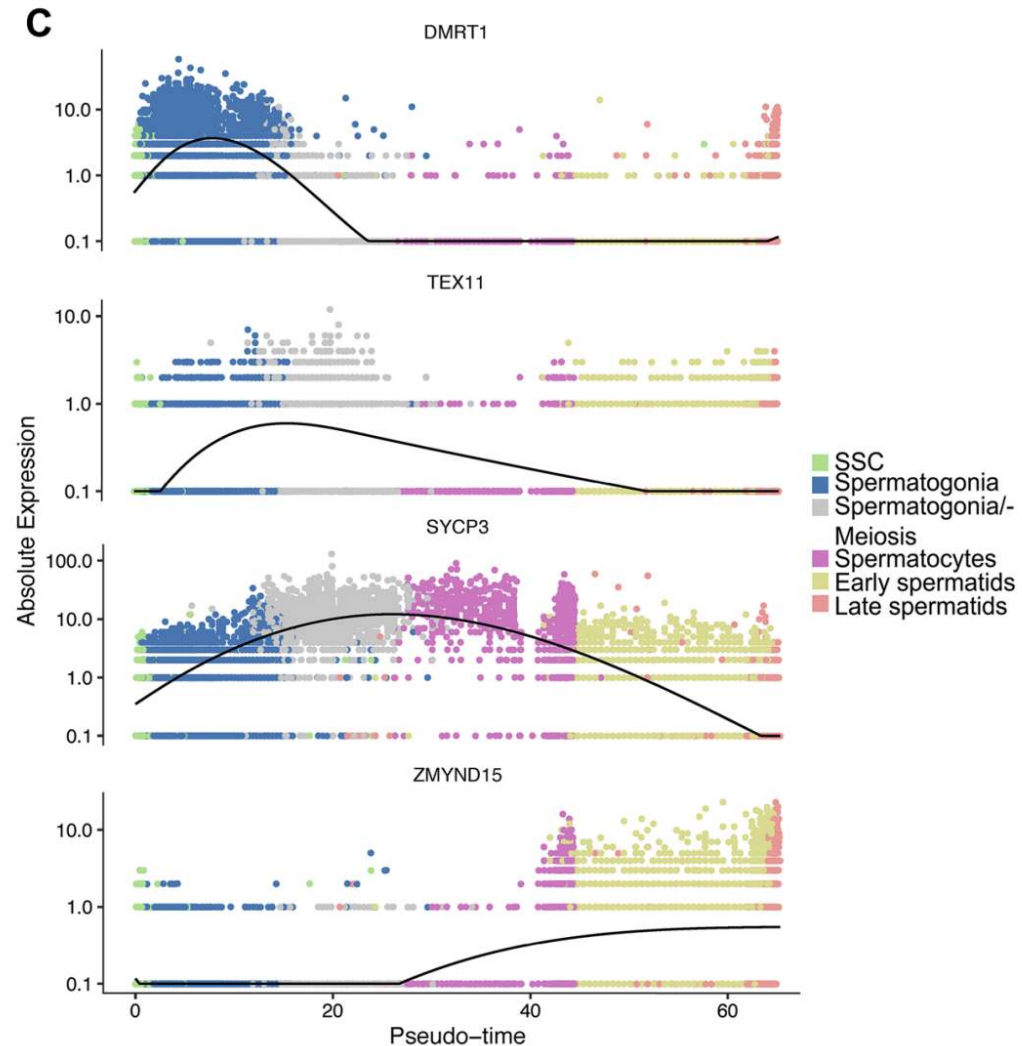 C
DMRT1
10.0
1.0
0.1
TEX11
10.0
1.0
0.1
SYCP3
100.0
10.0
1.0
0.1
ZMYND15
10.0
1.0
0.1
0 20 40 60
Pseudo-time
Absolute Expression
SSC
Spermatogonia
Spermatogonia/-
Meiosis
Spermatocytes
Early spermatids
Late spermatids